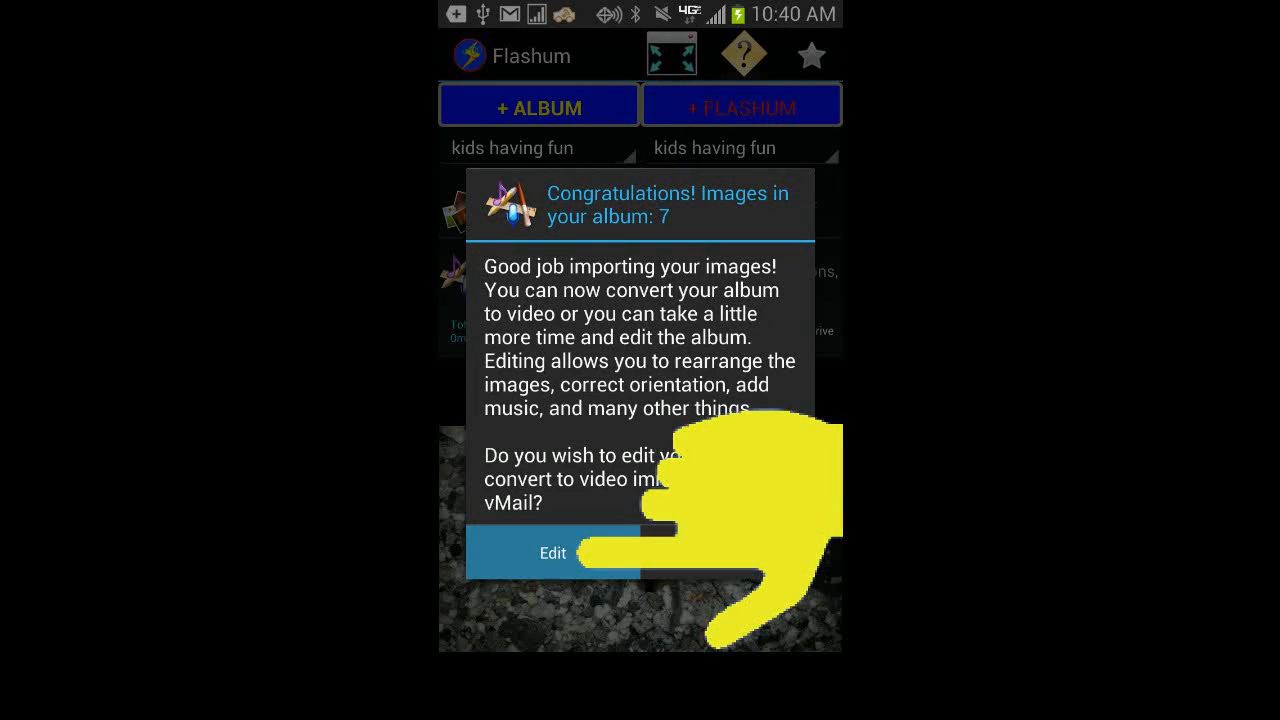 4G 10:40 AM
Flashum
+ ALBUM + FLASHUM
kids having fun kids having fun
Congratulations! Images in
your album: 7
Good job importing your images!
You can now convert your album
to video or you can take a little
more time and edit the album.
Editing allows you to rearrange the
images, correct orientation, add
music, and many other things
Do you wish to edit
convert to video
vMail?
Edit